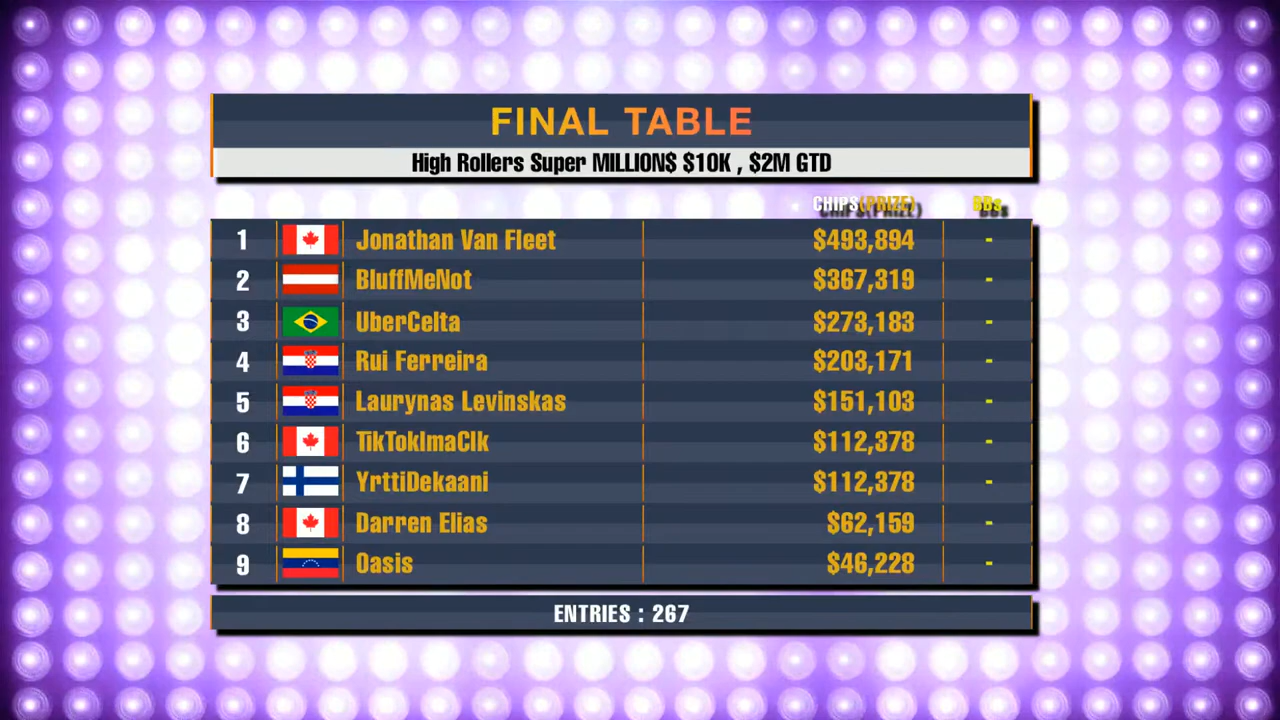 FINAL TABLE
High Rollers Super MILLION$ $10K , $2M GTD
CHIPS(PRIZE) BBs
1 Jonathan Van Fleet $493,894 -
2 BluffMeNot $367,319 -
3 UberCelta $273,183 -
4 Rui Ferreira $203,171 -
5 Laurynas Levinskas $151,103 -
6 TikTokImaClk $112,378 -
7 YrttiDekaani $112,378 -
8 Darren Elias $62,159 -
9 Oasis $46,228 -
ENTRIES : 267